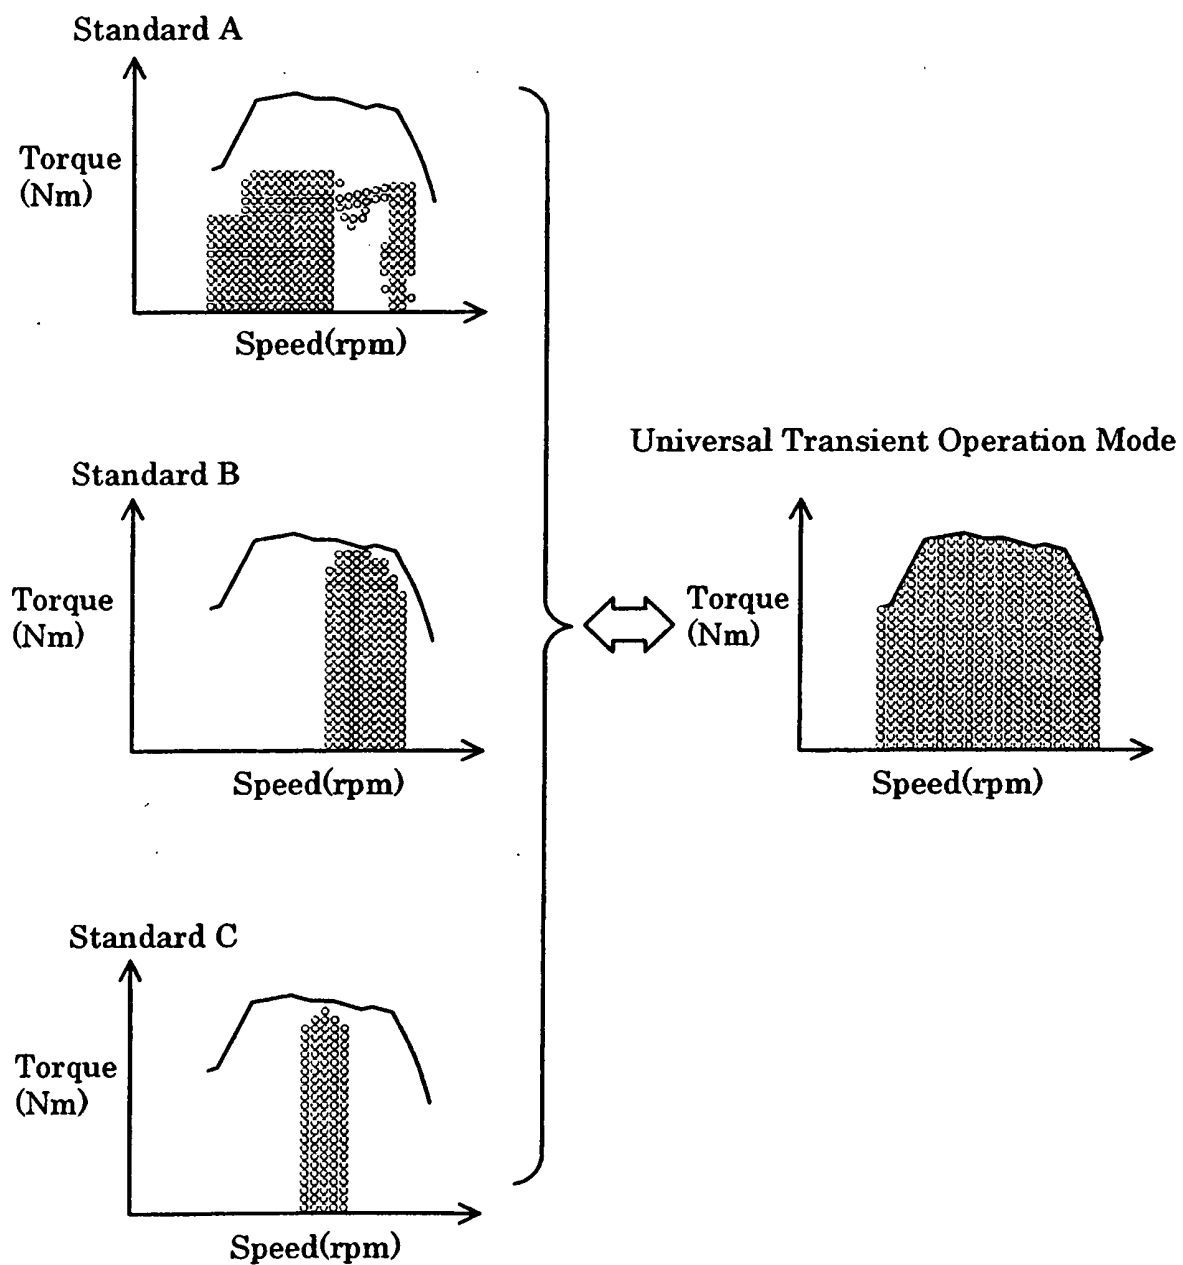 Standard A
Torque
(Nm)
Speed(rpm)
Universal Transient Operation Mode
Standard B
Torque
(Nm)
Speed(rpm)
Torque
(Nm)
Speed(rpm)
Standard C
Torque
(Nm)
Speed(rpm)